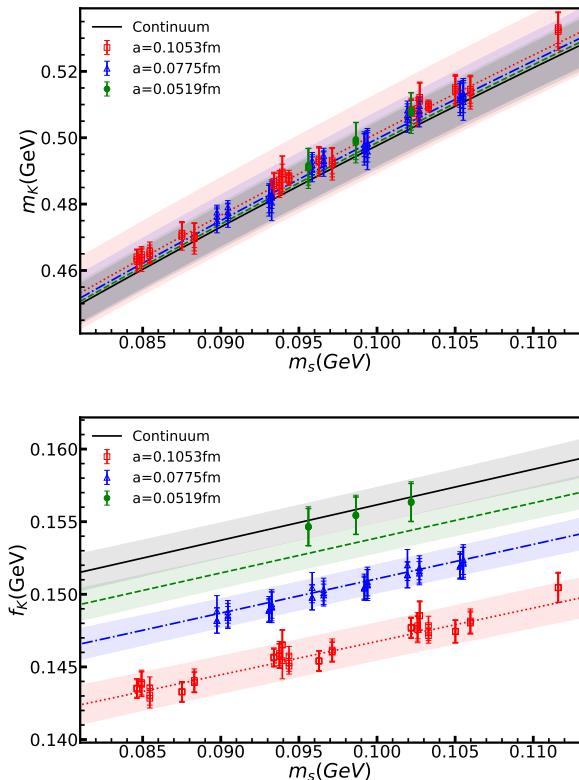 Continuum
a=0.1053fm
a=0.0775fm
a=0.0519fm
0.52
0.50
0.48
0.46
m_K(GeV)
0.085 0.090 0.095 0.100 0.105 0.110
m_s(GeV)
Continuum
a=0.1053fm
a=0.0775fm
a=0.0519fm
0.160
0.155
0.150
0.145
0.140
f_K(GeV)
0.085 0.090 0.095 0.100 0.105 0.110
m_s(GeV)